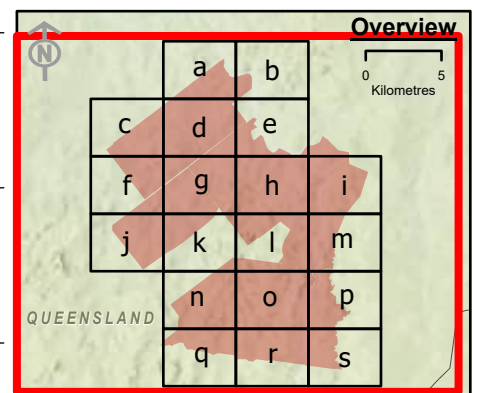 Overview
N
0 5
Kilometres
a b
c d e
f g h i
j k l m
n o p
QUEENSLAND
q r s